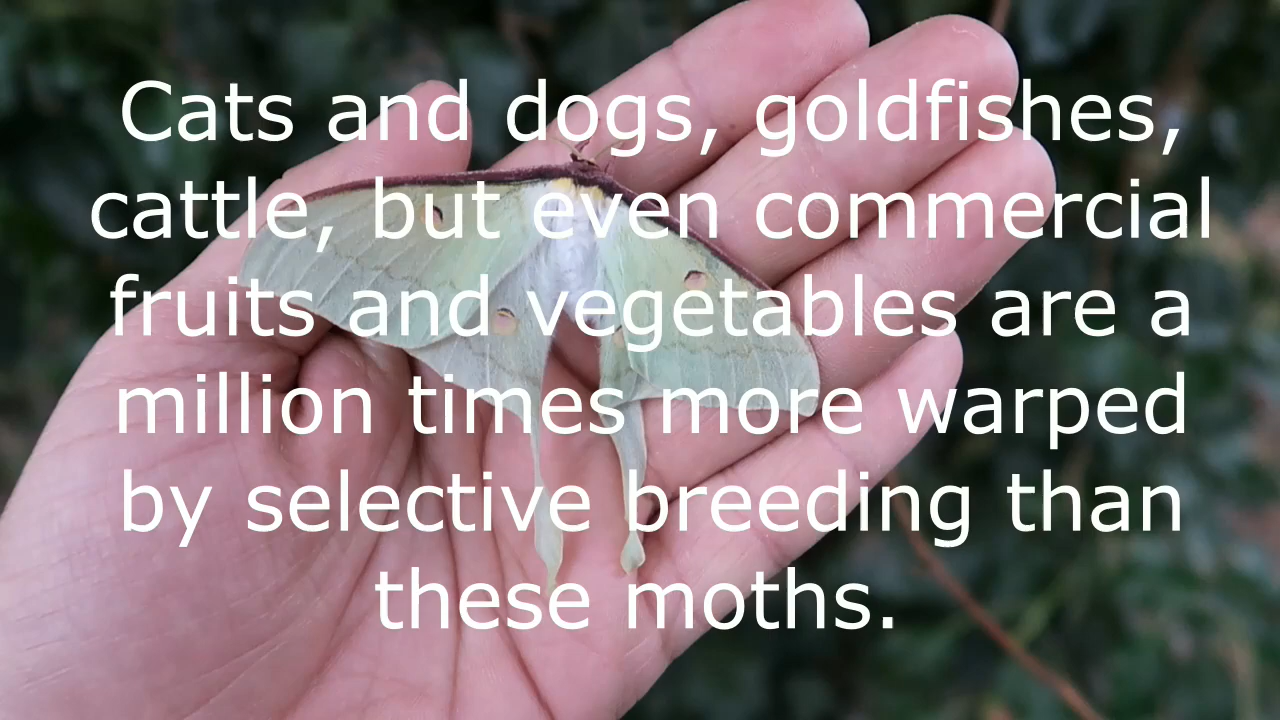 Cats and dogs, goldfishes,
cattle, but even commercial
fruits and vegetables are a
million times more warped
by selective breeding than
these moths.